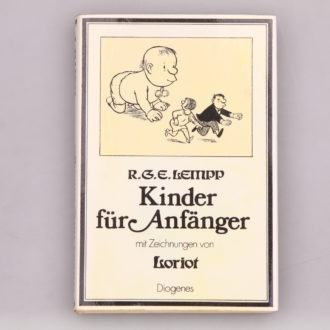 R.G.E. LEMPP
Kinder
für Anfänger
mit Zeichnungen von
Loriot
Diogenes